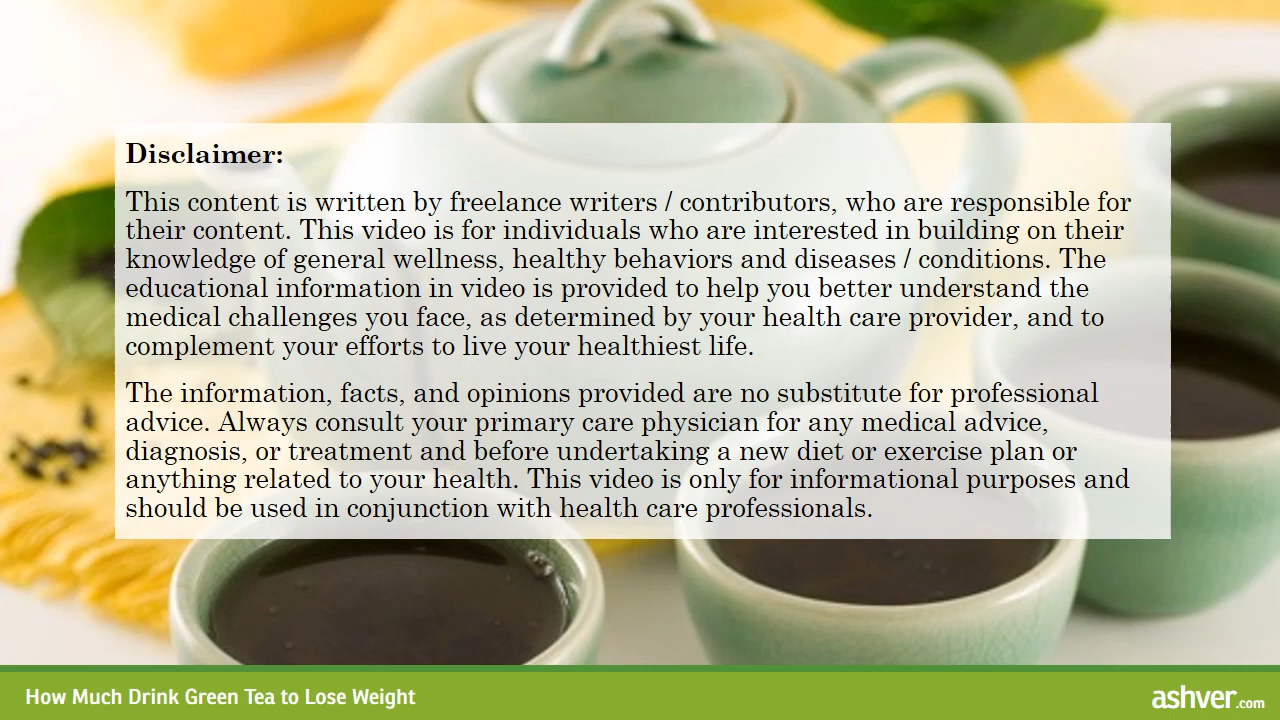 Disclaimer:
This content is written by freelance writers / contributors, who are responsible for
their content. This video is for individuals who are interested in building on their
knowledge of general wellness, healthy behaviors and diseases / conditions. The
educational information in video is provided to help you better understand the
medical challenges you face, as determined by your health care provider, and to
complement your efforts to live your healthiest life.
The information, facts, and opinions provided are no substitute for professional
advice. Always consult your primary care physician for any medical advice,
diagnosis, or treatment and before undertaking a new diet or exercise plan or
anything related to your health. This video is only for informational purposes and
should be used in conjunction with health care professionals.
How Much Drink Green Tea to Lose Weight
ashver.com